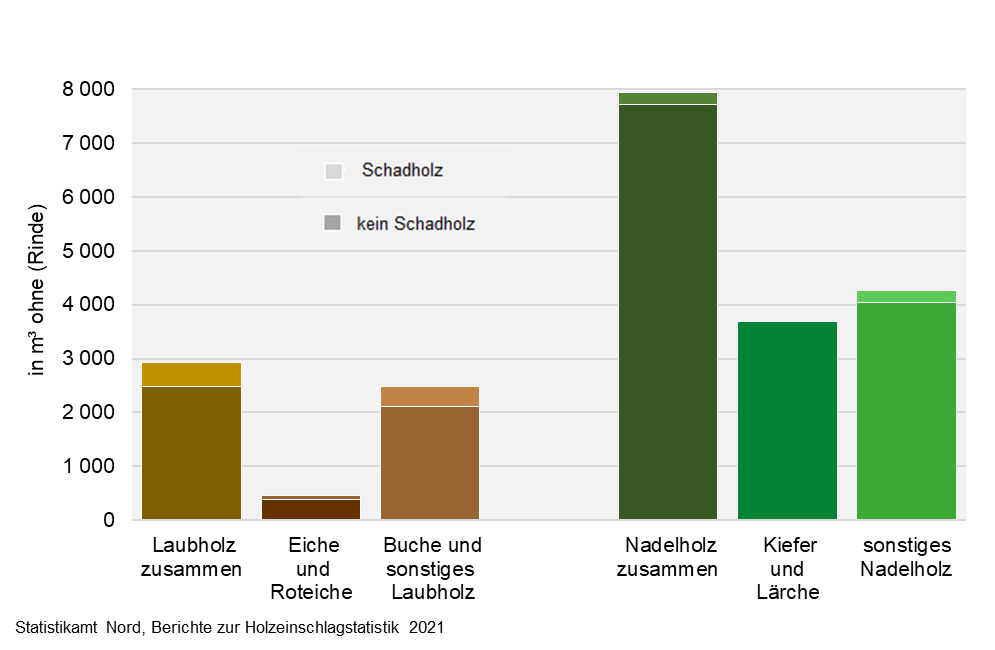 8 000
7 000
6 000
5 000
4 000
3 000
2 000
1 000
0
in m³ ohne (Rinde)
Schadholz
kein Schadholz
Laubholz
zusammen
Eiche
und
Roteiche
Buche und
sonstiges
Laubholz
Nadelholz
zusammen
Kiefer
und
Lärche
sonstiges
Nadelholz
Statistikamt Nord, Berichte zur Holzeinschlagstatistik 2021